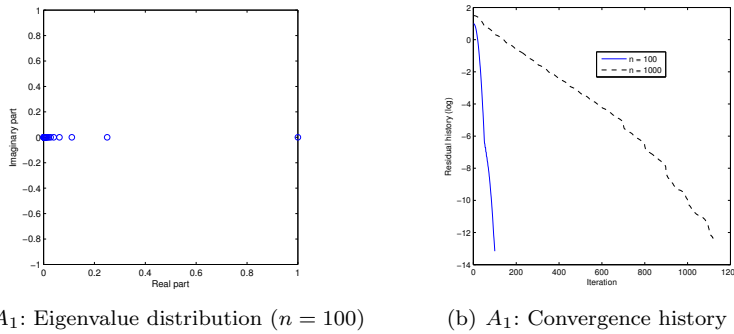 1
0.8
0.6
0.4
0.2
0
−0.2
−0.4
−0.6
−0.8
−1
0 0.2 0.4 0.6 0.8 1
Imaginary part
Real part
A₁: Eigenvalue distribution (n = 100)
2
0
−2
−4
−6
−8
−10
−12
−14
0 200 400 600 800 1000 1200
Residual history (log)
Iteration
n = 100
n = 1000
(b) A₁: Convergence history